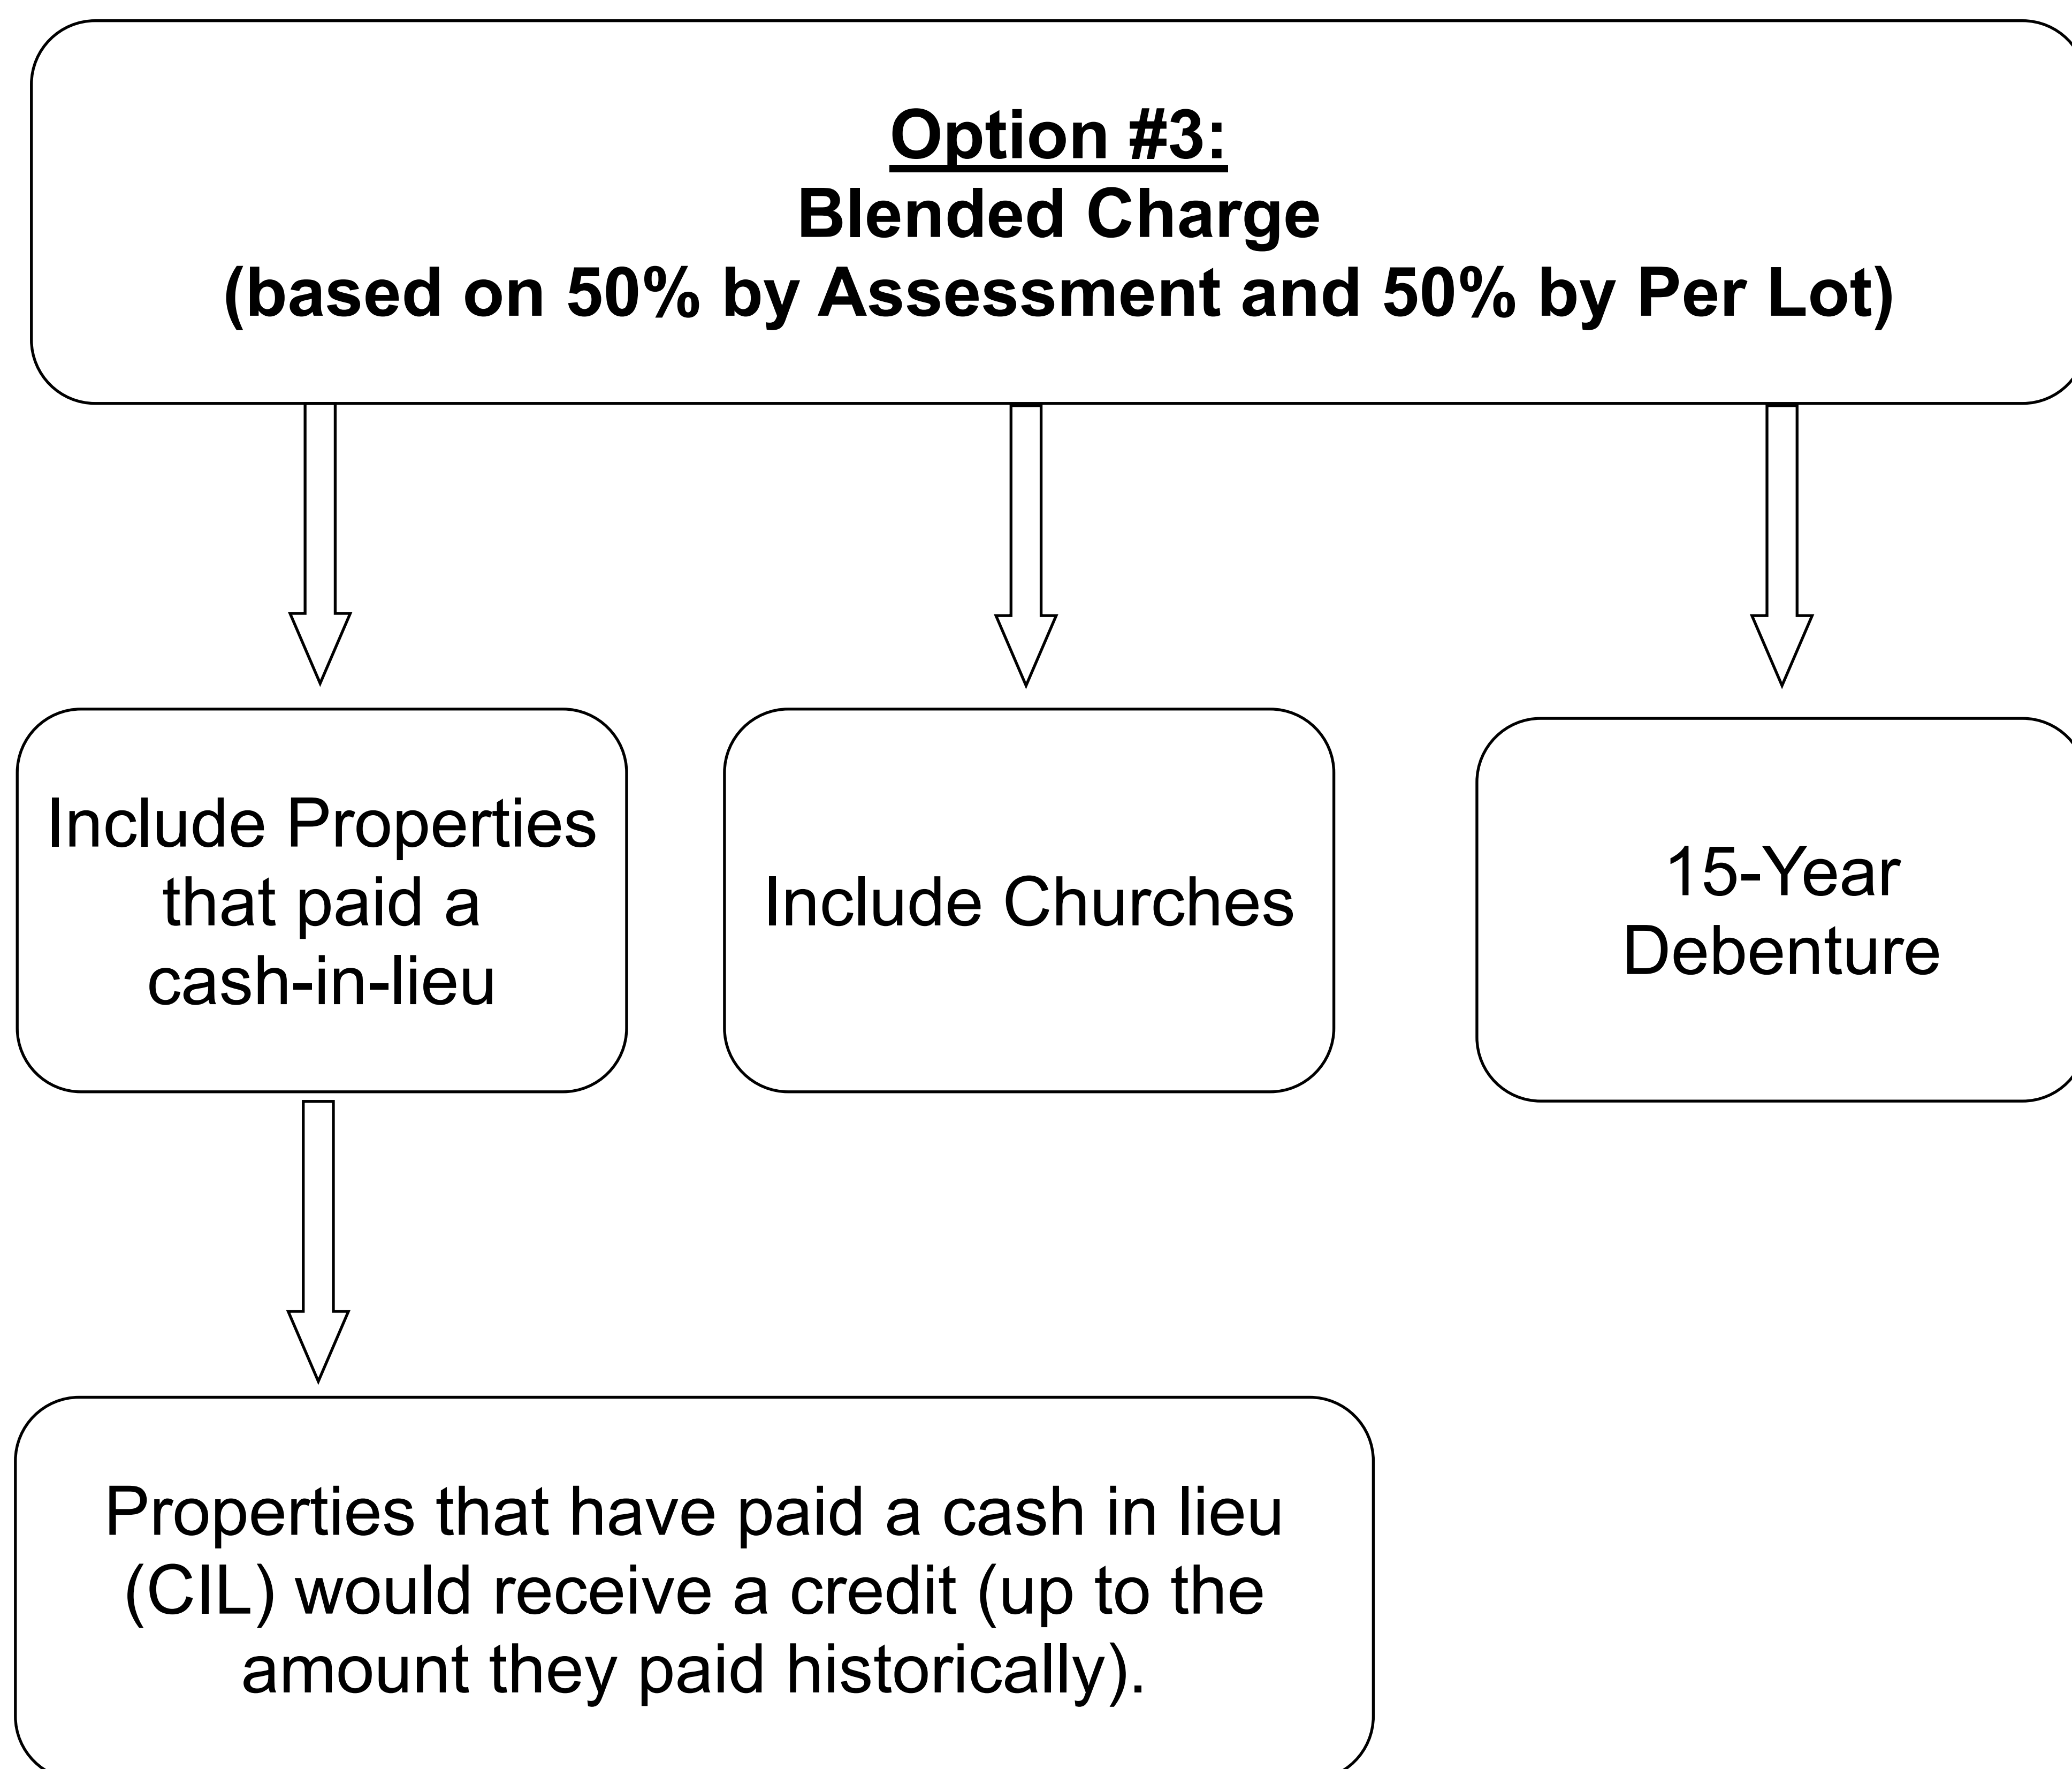 Option #3:
Blended Charge
(based on 50% by Assessment and 50% by Per Lot)
Include Properties
that paid a
cash-in-lieu
Include Churches
15-Year
Debenture
Properties that have paid a cash in lieu
(CIL) would receive a credit (up to the
amount they paid historically).